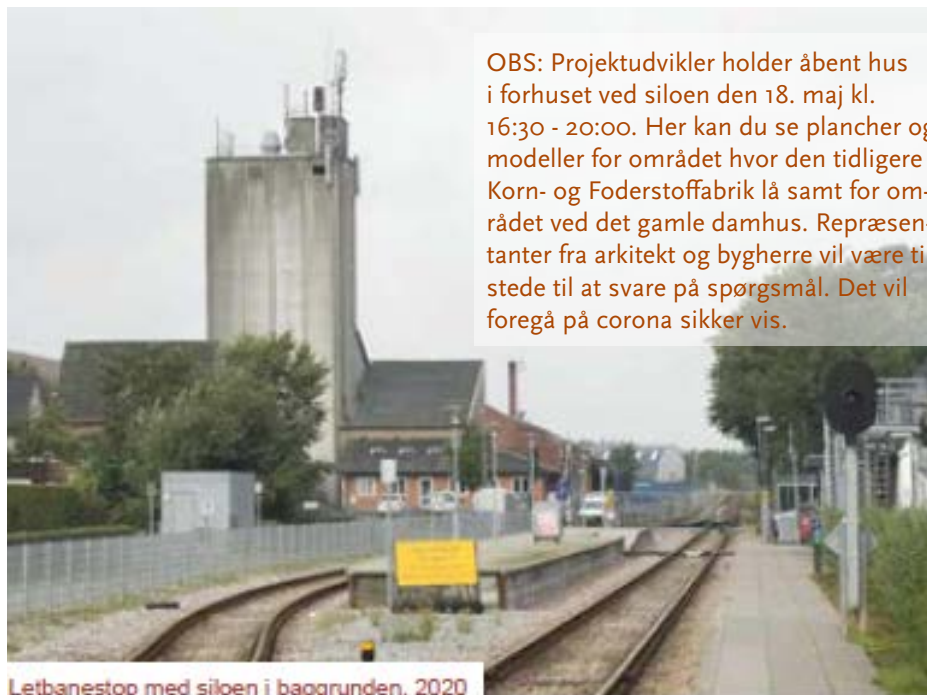 OBS: Projektudvikler holder åbent hus
i forhuset ved siloen den 18. maj kl.
16:30 - 20:00. Her kan du se plancher og
modeller for området hvor den tidligere
Korn- og Foderstoffabrik lå samt for om-
rådet ved det gamle damhus. Repræsen-
tanter fra arkitekt og bygherre vil være ti
stede til at svare på spørgsmål. Det vil
foregå på corona sikker vis.
Letbanestop med siloen i baggrunden, 2020